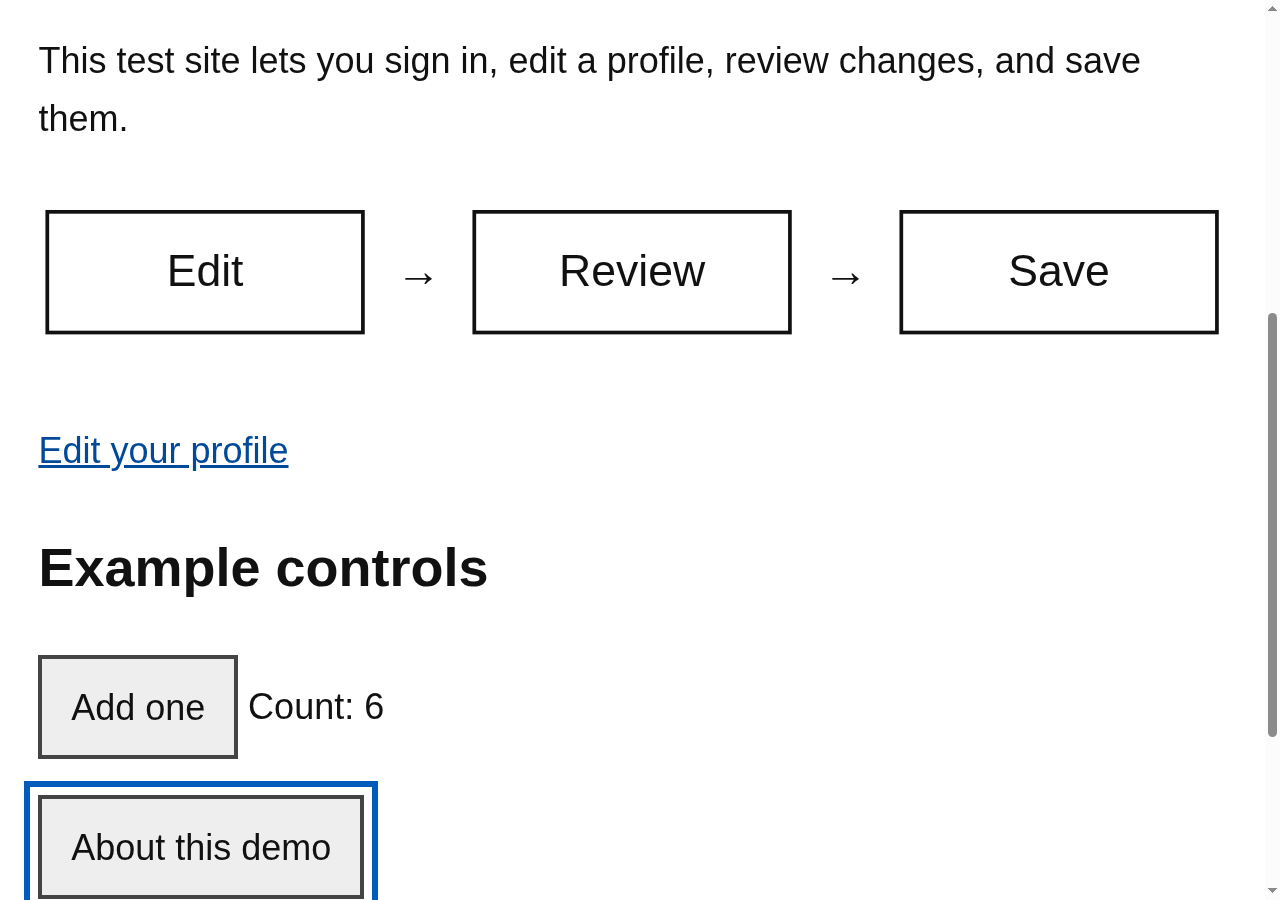 This test site lets you sign in, edit a profile, review changes, and save
them.
Edit → Review → Save
Edit your profile
Example controls
Add one Count: 6
About this demo